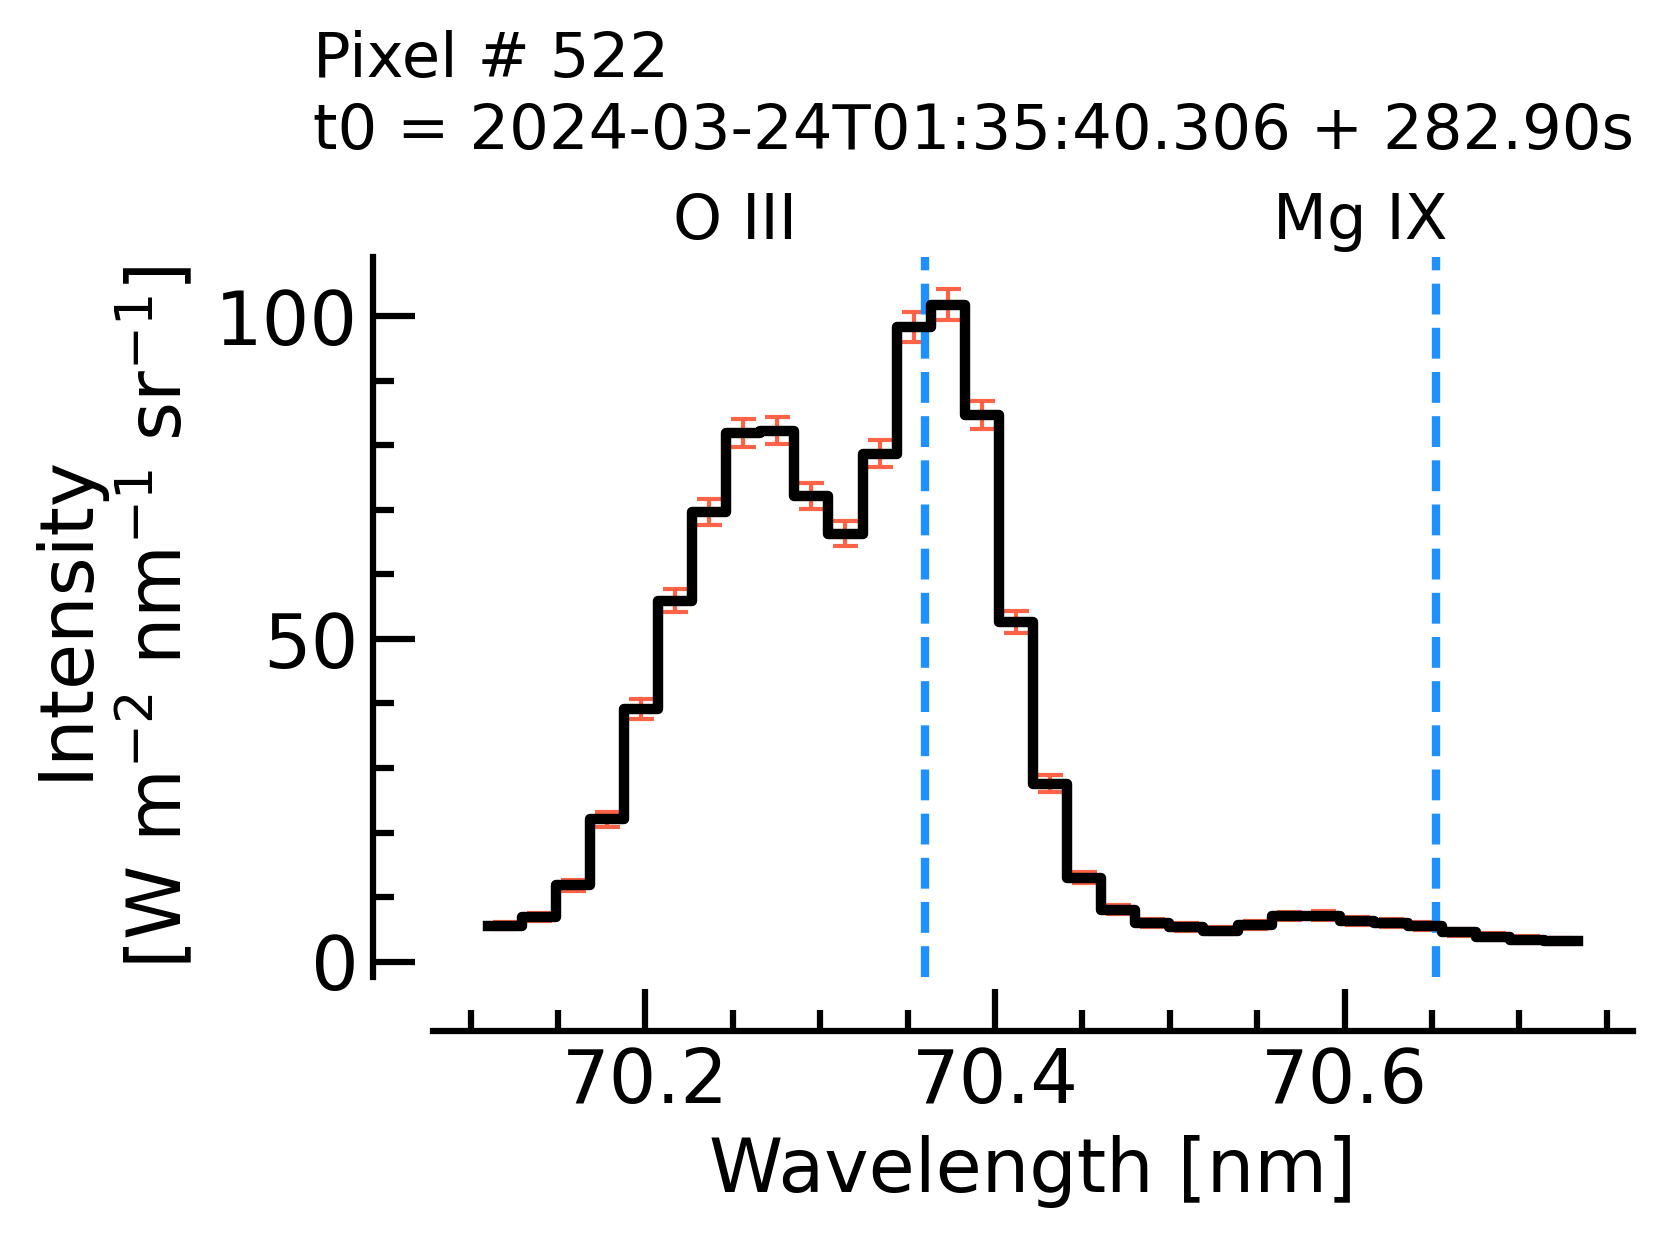 Pixel # 522
t0 = 2024-03-24T01:35:40.306 + 282.90s
O III
Mg IX
Intensity
[W m⁻² nm⁻¹ sr⁻¹]
100
50
0
70.2
70.4
70.6
Wavelength [nm]